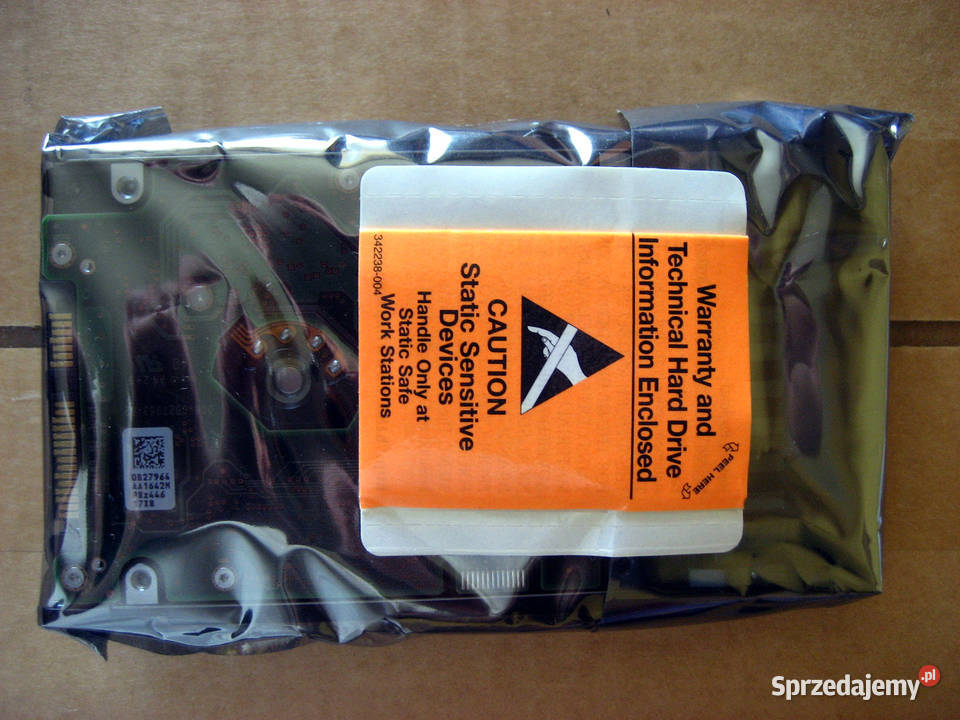 Warranty and
Technical Hard Drive
Information Enclosed
PEEL HERE
CAUTION
Static Sensitive
Devices
Handle Only at
Static Safe
Work Stations
342238-004
0B27964
Sprzedajemy.pl